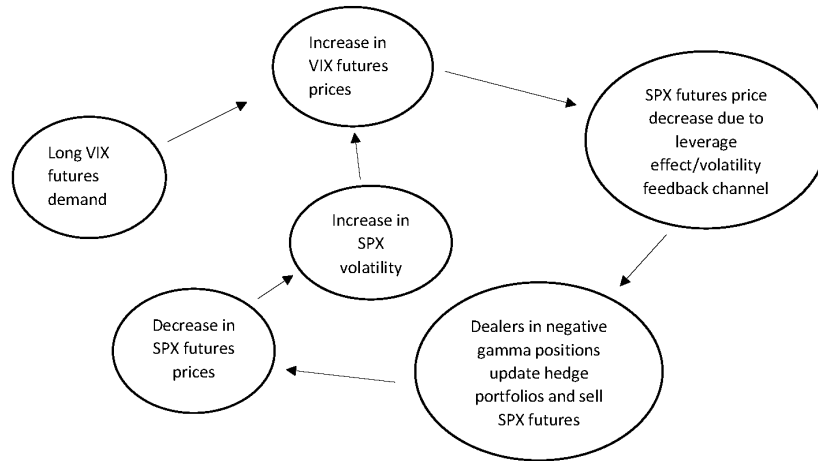 Increase in
VIX futures
prices
SPX futures price
decrease due to
leverage
effect/volatility
feedback channel
Long VIX
futures
demand
Increase in
SPX
volatility
Decrease in
SPX futures
prices
Dealers in negative
gamma positions
update hedge
portfolios and sell
SPX futures